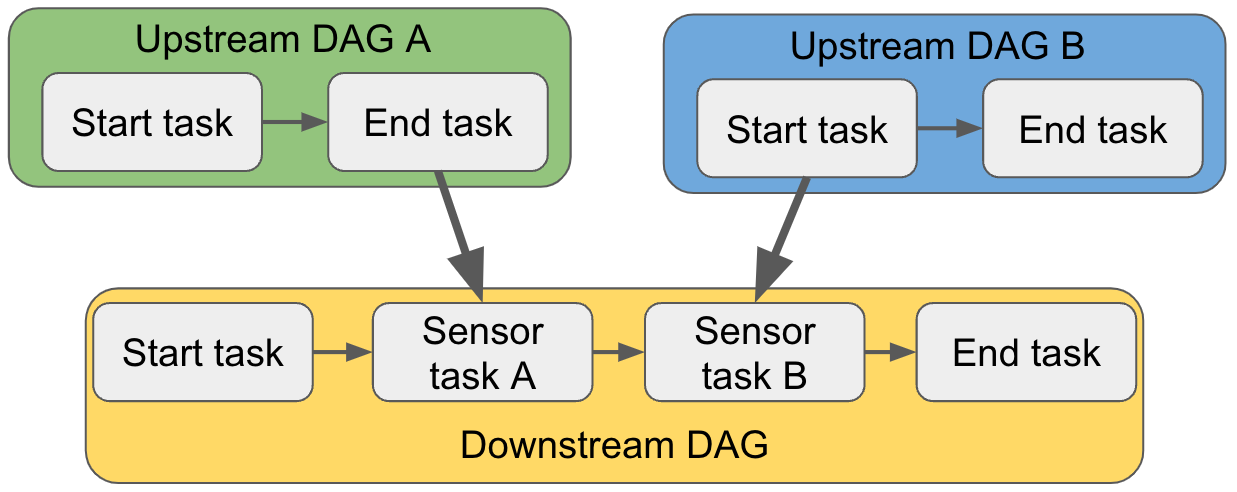 Upstream DAG A
Start task
End task
Upstream DAG B
Start task
End task
Start task
Sensor
task A
Sensor
task B
End task
Downstream DAG